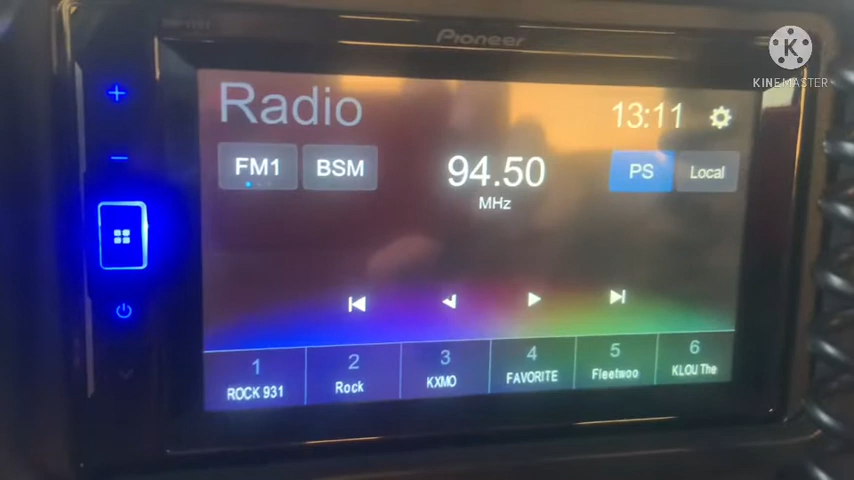 Pioneer
K
KINEMASTER
Radio
13:11
FM1 BSM 94.50 PS Local
MHz
1 2 3 4 5 6
ROCK 931 Rock KXMO FAVORITE Fleetwoo KLOU The